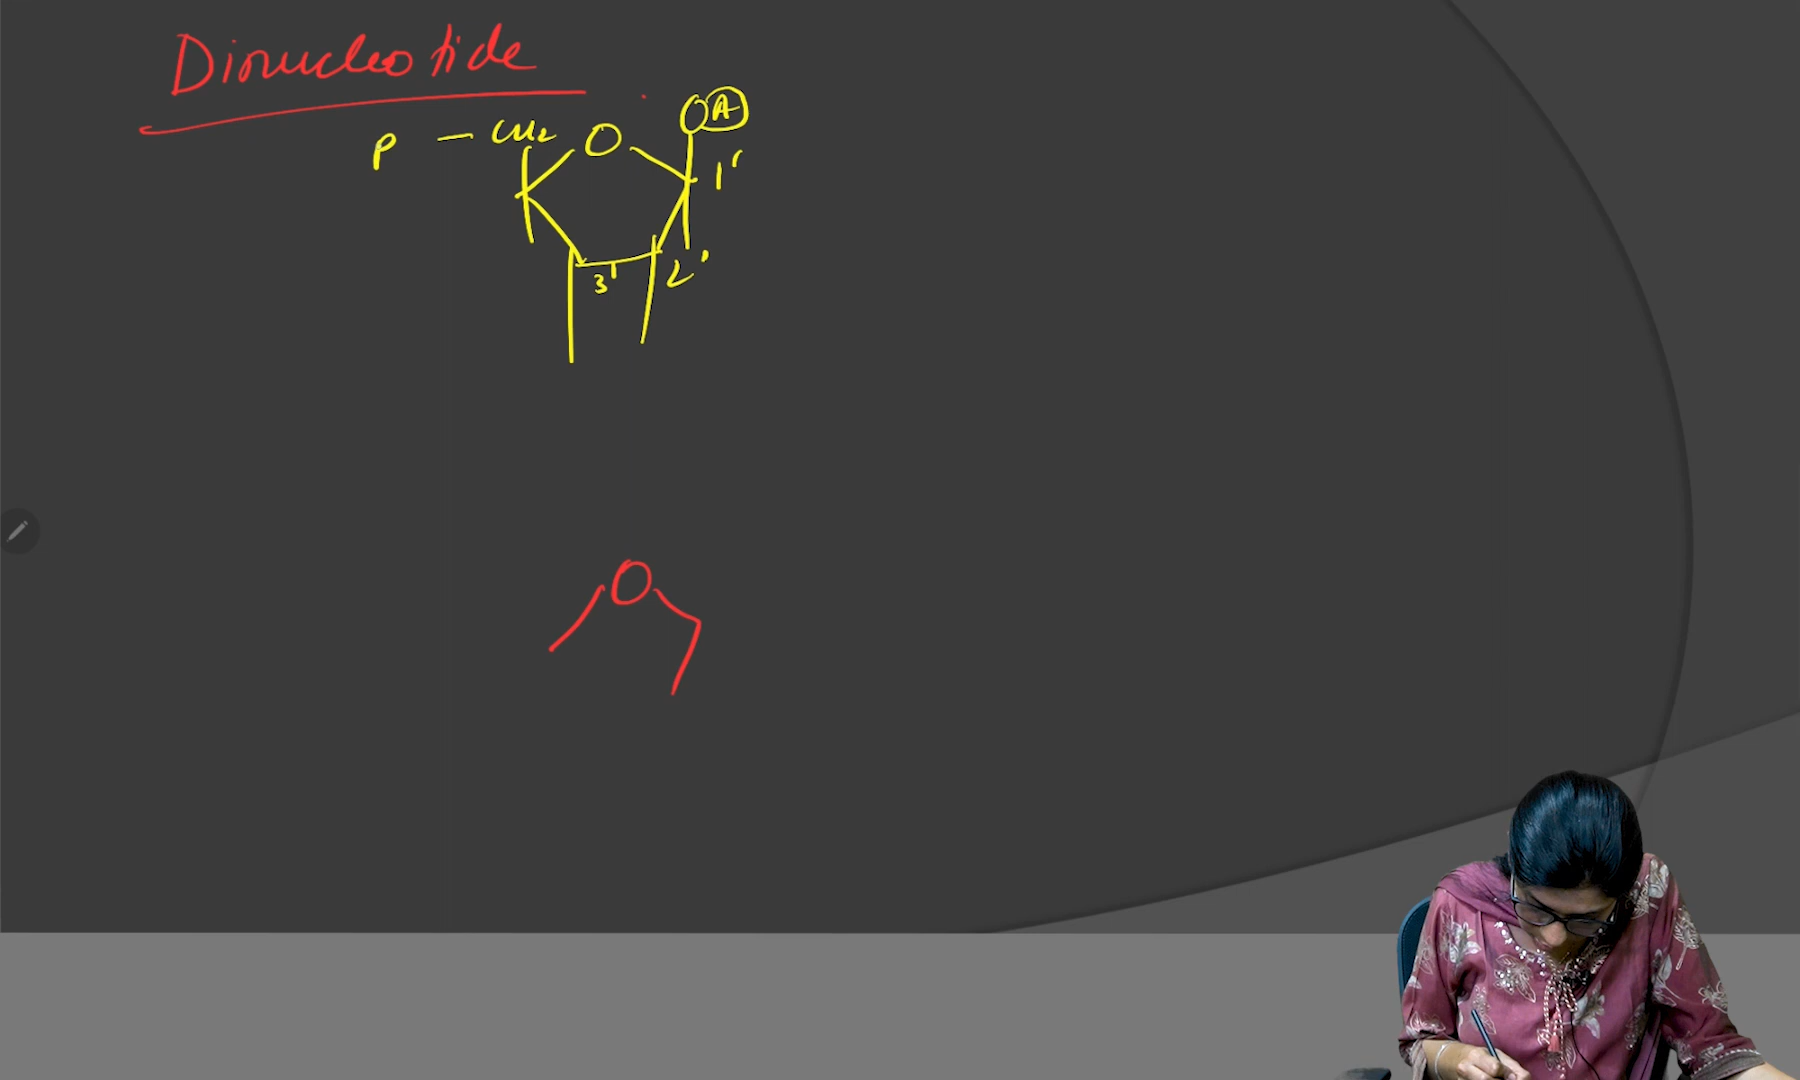 Dinucleotide
P — CH2 O O A
1'
3' 2'
O